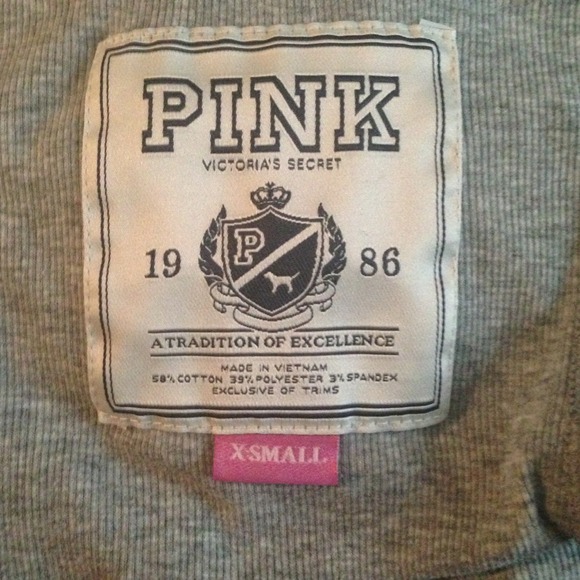 PINK
VICTORIA'S SECRET
P
19 86
A TRADITION OF EXCELLENCE
MADE IN VIETNAM
58% COTTON 39% POLYESTER 3% SPANDEX
EXCLUSIVE OF TRIMS
X-SMALL